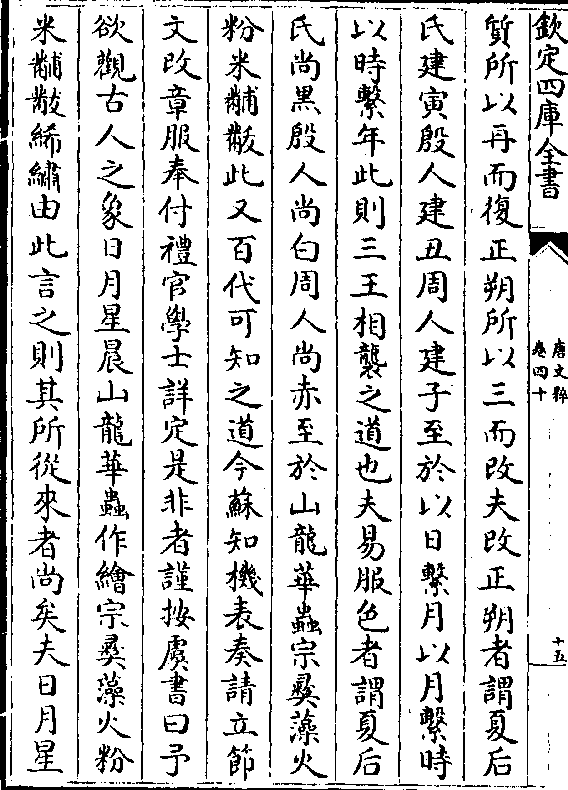 欽定四庫全書
唐文粹
卷四十
十五
質所以再而復正朔所以三而改夫改正朔者謂夏后
氏建寅殷人建丑周人建子至於以日繫月以月繫時
以時繫年此則三王相襲之道也夫易服色者謂夏后
氏尚黑殷人尚白周人尚赤至於山龍華蟲宗彝藻火
粉米黼黻此又百代可知之道今蘇知機表奏請立節
文改章服奉付禮官學士詳定是非者謹按虞書曰予
欲觀古人之象日月星辰山龍華蟲作繪宗彝藻火粉
米黼黻絺繡由此言之則其所從來者尚矣夫日月星